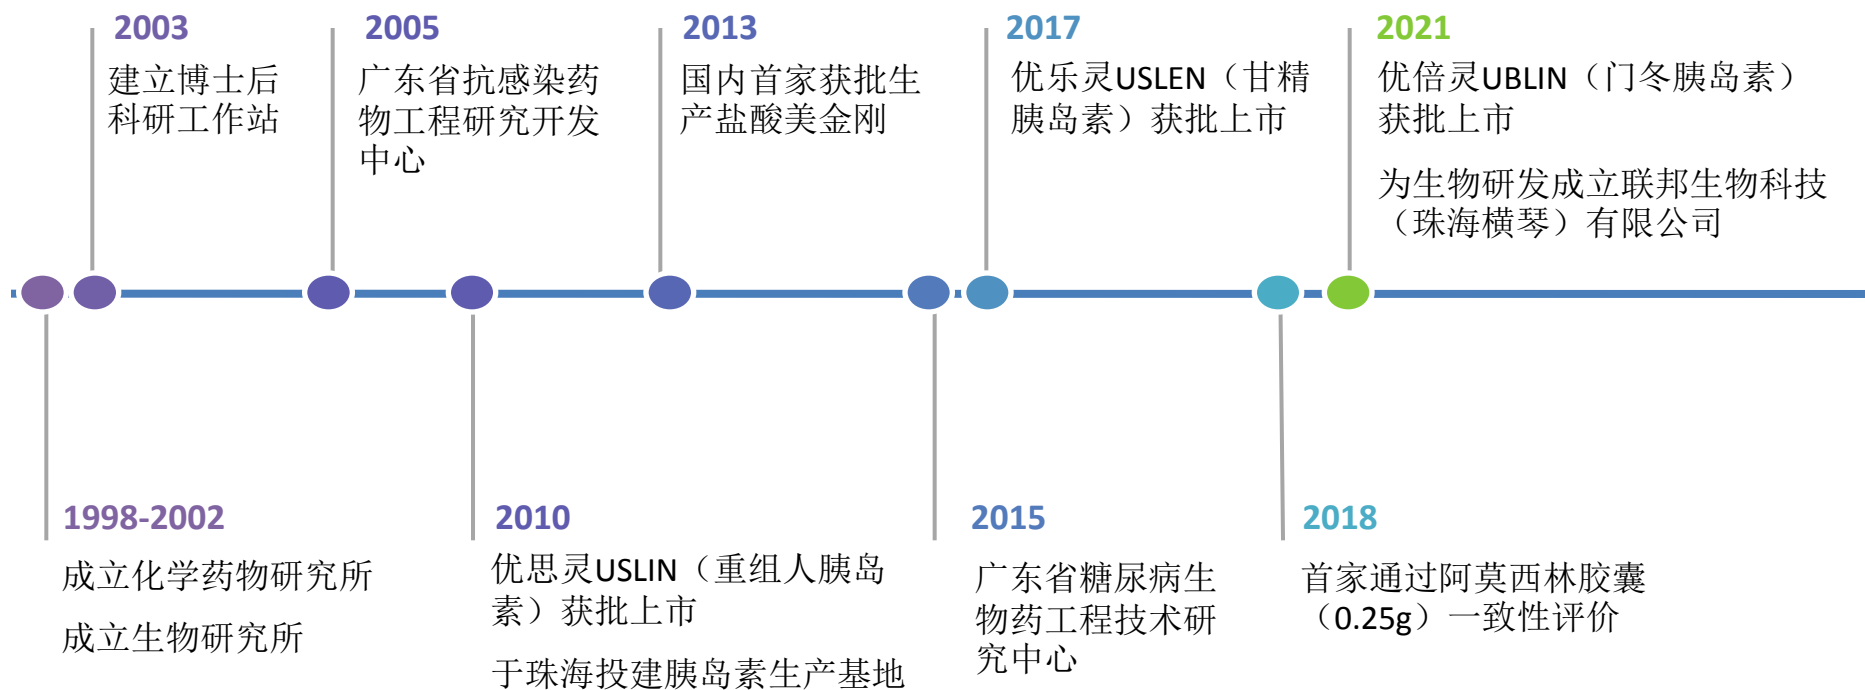 2003
建立博士后
科研工作站
2005
广东省抗感染药
物工程研究开发
中心
2013
国内首家获批生
产盐酸美金刚
2017
优乐灵USLEN（甘精
胰岛素）获批上市
2021
优倍灵UBLIN（门冬胰岛素）
获批上市
为生物研发成立联邦生物科技
（珠海横琴）有限公司
1998-2002
成立化学药物研究所
成立生物研究所
2010
优思灵USLIN（重组人胰岛
素）获批上市
于珠海投建胰岛素生产基地
2015
广东省糖尿病生
物药工程技术研
究中心
2018
首家通过阿莫西林胶囊
（0.25g）一致性评价